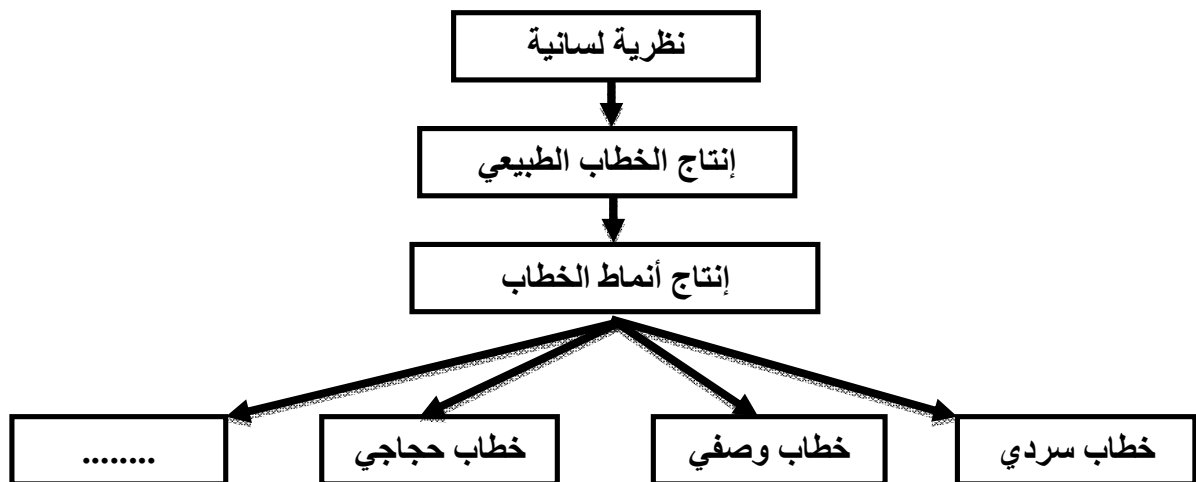 نظرية لسانية
إنتاج الخطاب الطبيعي
إنتاج أنماط الخطاب
خطاب سردي
خطاب وصفي
خطاب حجاجي
........